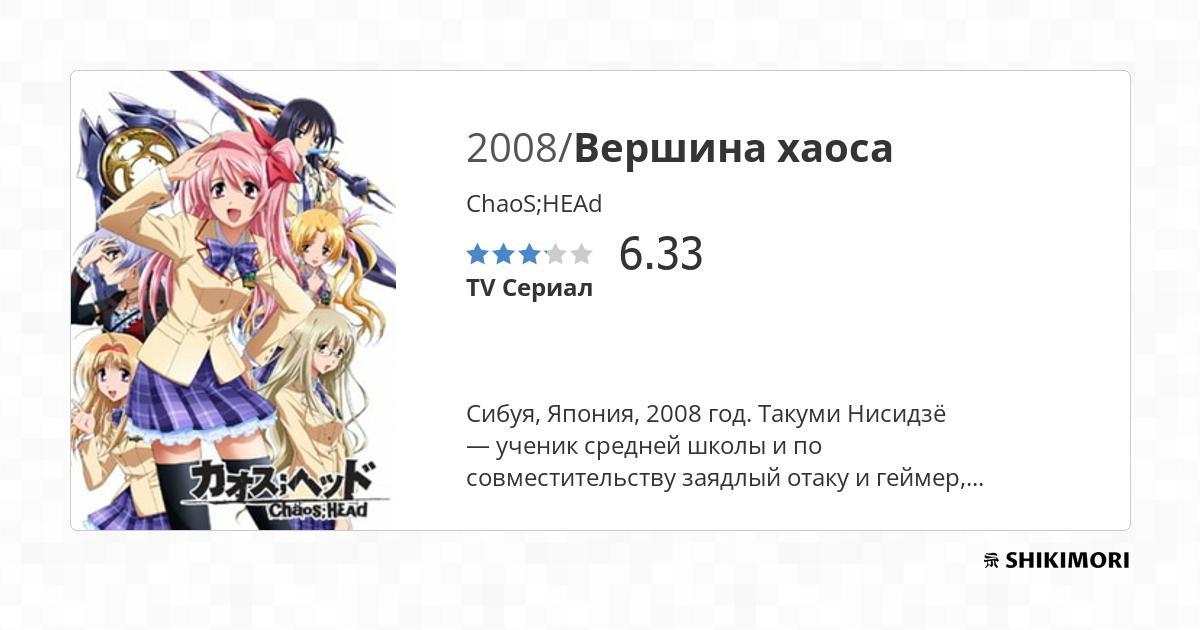 2008/Вершина хаоса
ChaoS;HEAd
6.33
TV Сериал
Сибуя, Япония, 2008 год. Такуми Нисидзё
— ученик средней школы и по
совместительству заядлый отаку и геймер,...
カオス;ヘッド
Chäos;HEAd
SHIKIMORI